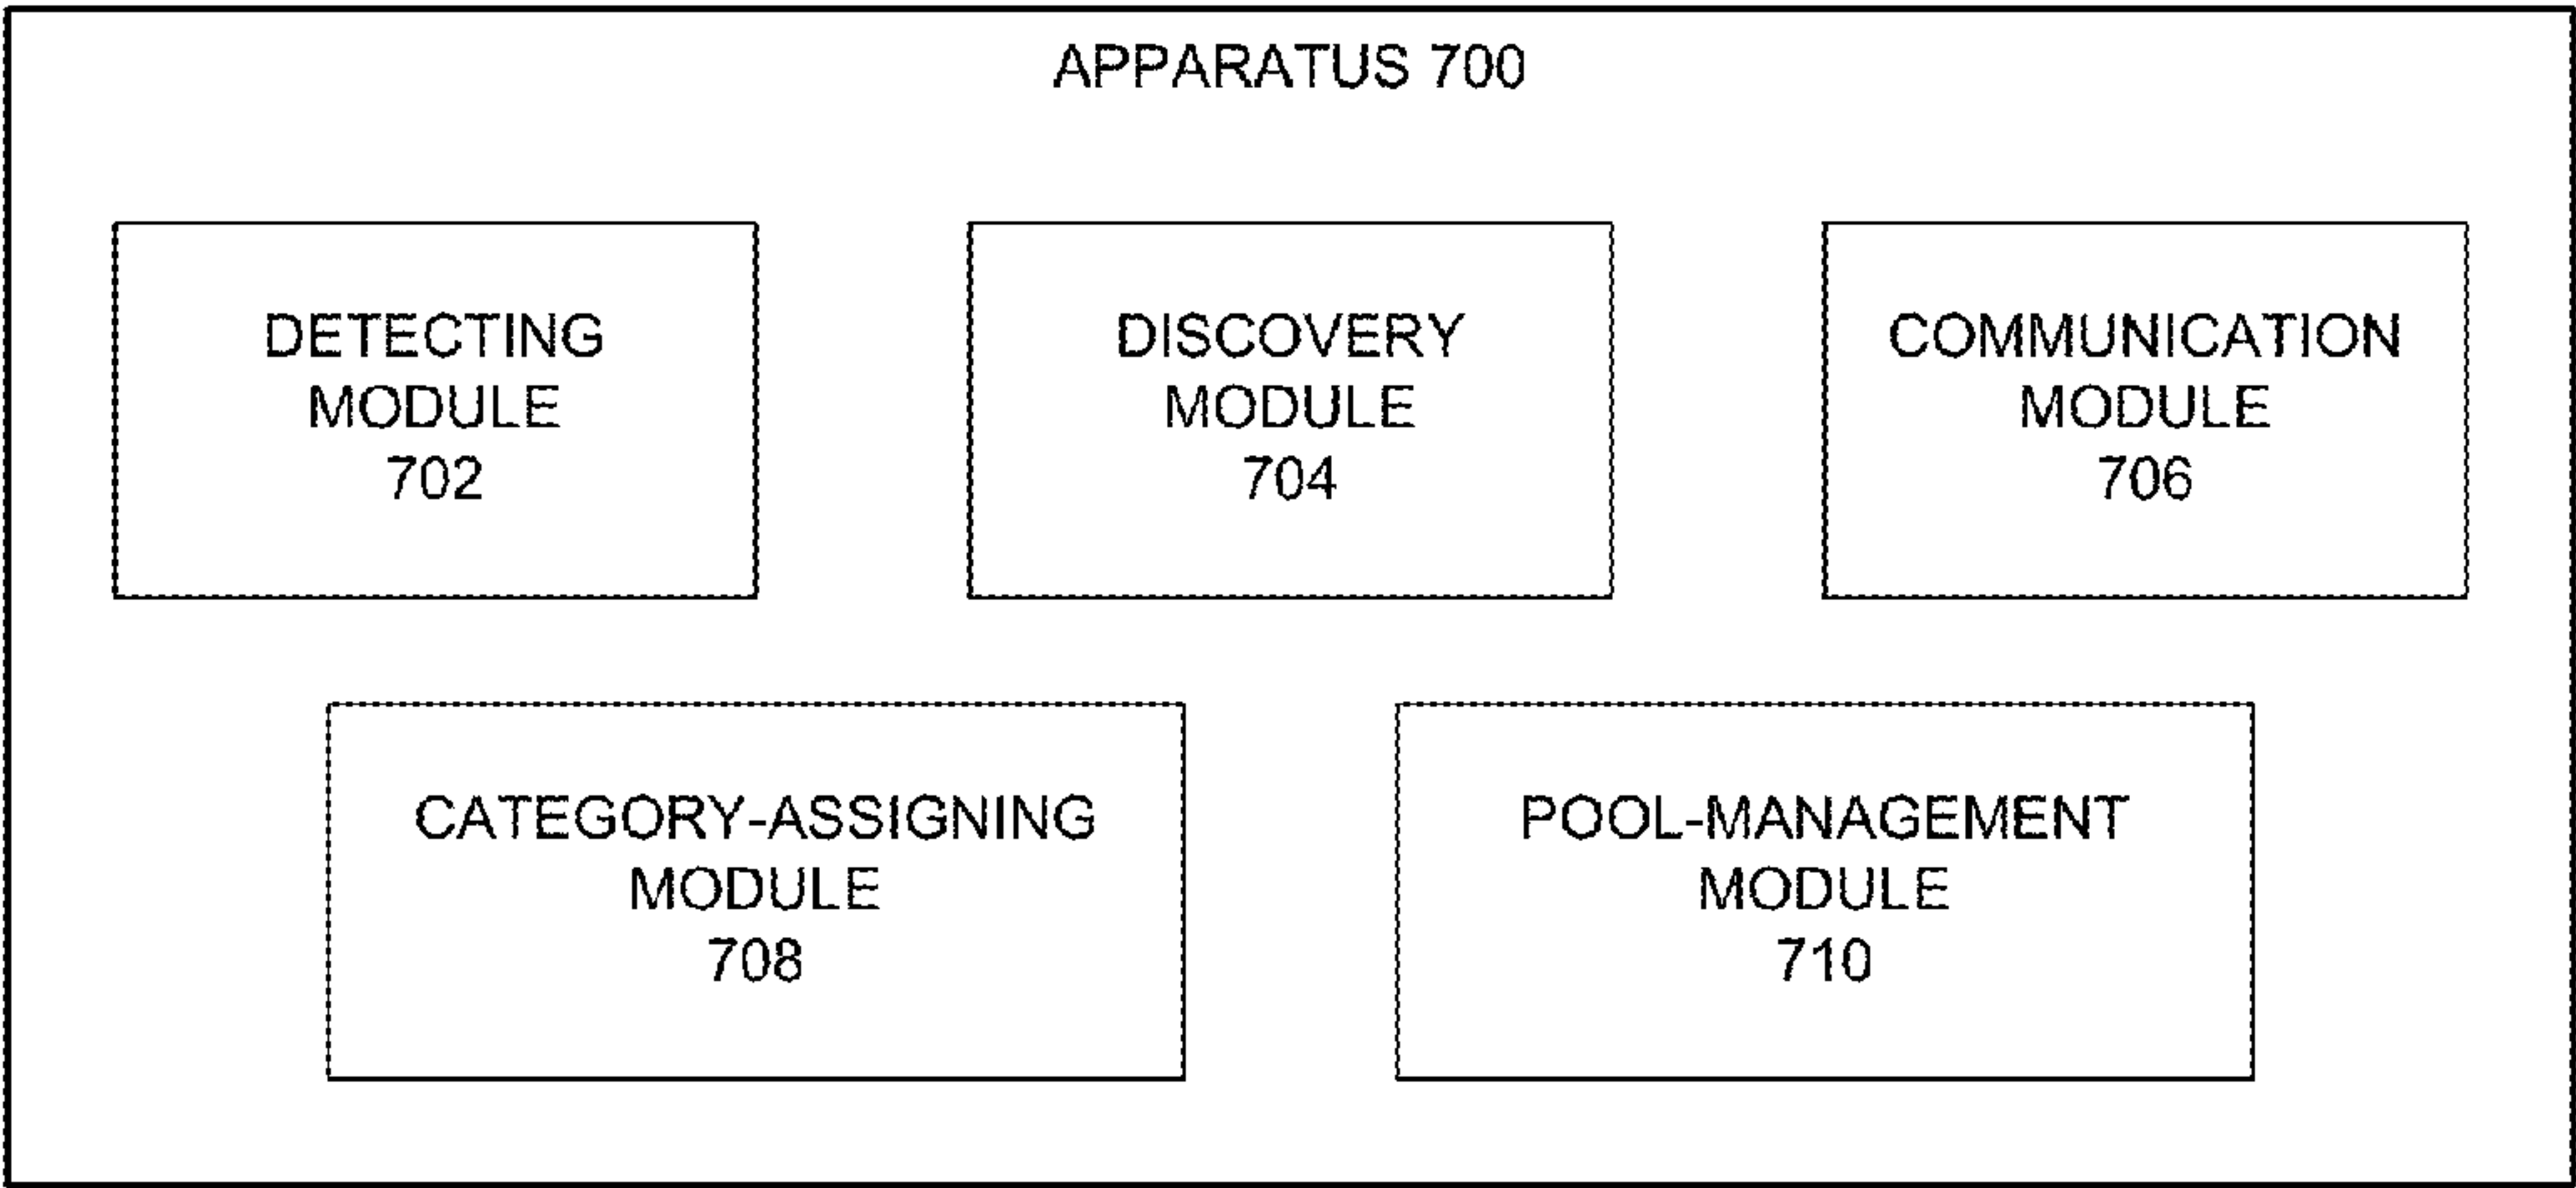 APPARATUS 700
DETECTING
MODULE
702
DISCOVERY
MODULE
704
COMMUNICATION
MODULE
706
CATEGORY-ASSIGNING
MODULE
708
POOL-MANAGEMENT
MODULE
710